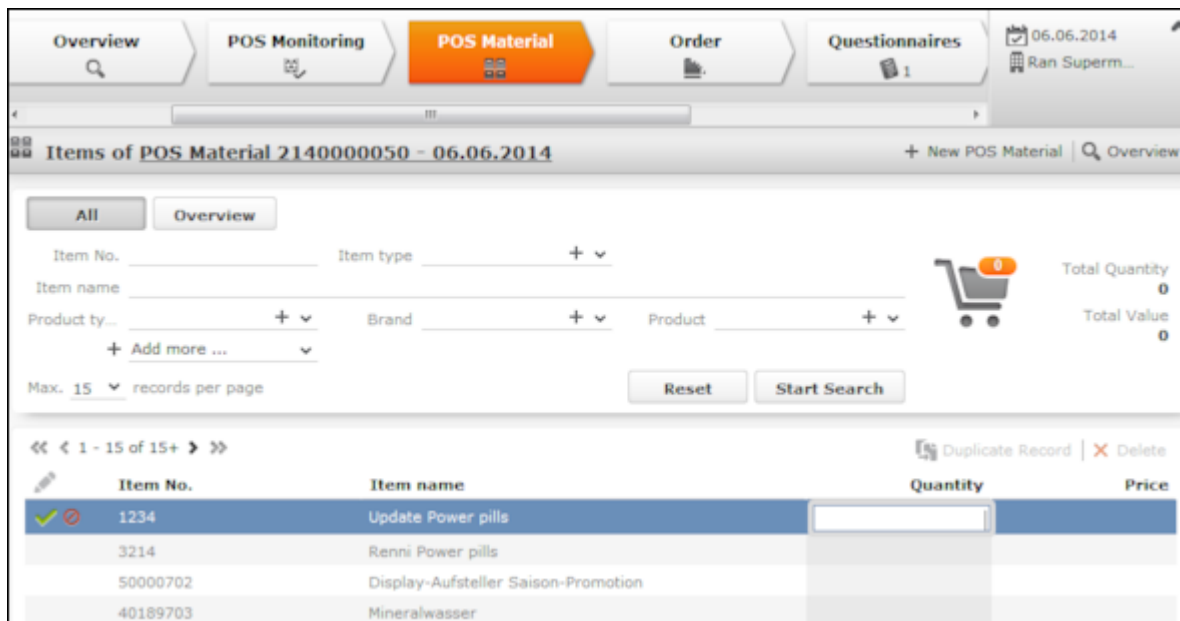 Overview POS Monitoring POS Material Order Questionnaires 06.06.2014
1 Ran Superm...
Items of POS Material 2140000050 - 06.06.2014 + New POS Material Overview
All Overview
Item No. Item type + 0 Total Quantity
0
Item name
Product ty... + Brand + Product + Total Value
0
+ Add more ...
Max. 15 records per page Reset Start Search
1 - 15 of 15+ Duplicate Record Delete
Item No. Item name Quantity Price
1234 Update Power pills
3214 Renni Power pills
50000702 Display-Aufsteller Saison-Promotion
40189703 Mineralwasser